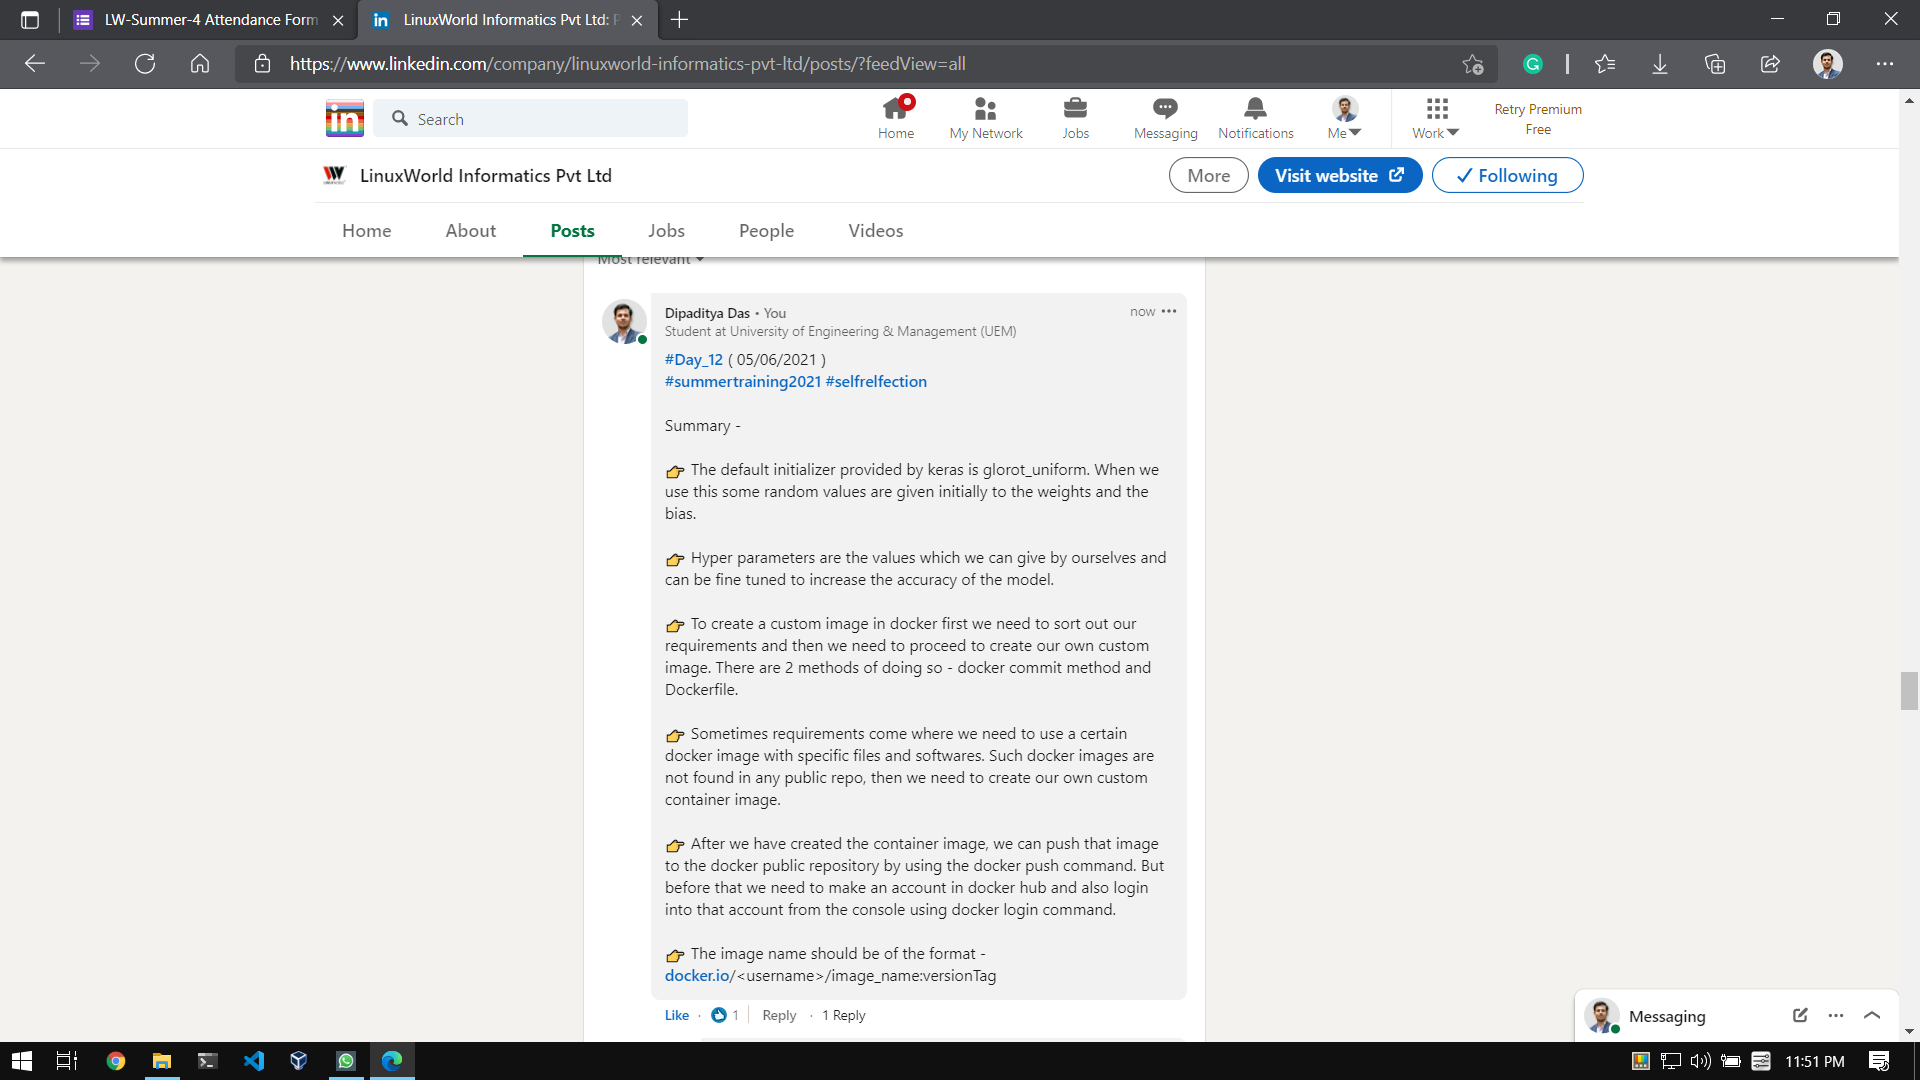 LW-Summer-4 Attendance Form
LinuxWorld Informatics Pvt Ltd: P
https://www.linkedin.com/company/linuxworld-informatics-pvt-ltd/posts/?feedView=all
in Search
Home My Network Jobs Messaging Notifications Me Work Retry Premium Free
LinuxWorld Informatics Pvt Ltd
More Visit website Following
Home About Posts Jobs People Videos
Most relevant
Dipaditya Das • You now
Student at University of Engineering & Management (UEM)
#Day_12 ( 05/06/2021 )
#summertraining2021 #selfrelfection
Summary -
👉 The default initializer provided by keras is glorot_uniform. When we
use this some random values are given initially to the weights and the
bias.
👉 Hyper parameters are the values which we can give by ourselves and
can be fine tuned to increase the accuracy of the model.
👉 To create a custom image in docker first we need to sort out our
requirements and then we need to proceed to create our own custom
image. There are 2 methods of doing so - docker commit method and
Dockerfile.
👉 Sometimes requirements come where we need to use a certain
docker image with specific files and softwares. Such docker images are
not found in any public repo, then we need to create our own custom
container image.
👉 After we have created the container image, we can push that image
to the docker public repository by using the docker push command. But
before that we need to make an account in docker hub and also login
into that account from the console using docker login command.
👉 The image name should be of the format -
docker.io/<username>/image_name:versionTag
Like · 1 Reply · 1 Reply
Messaging
11:51 PM